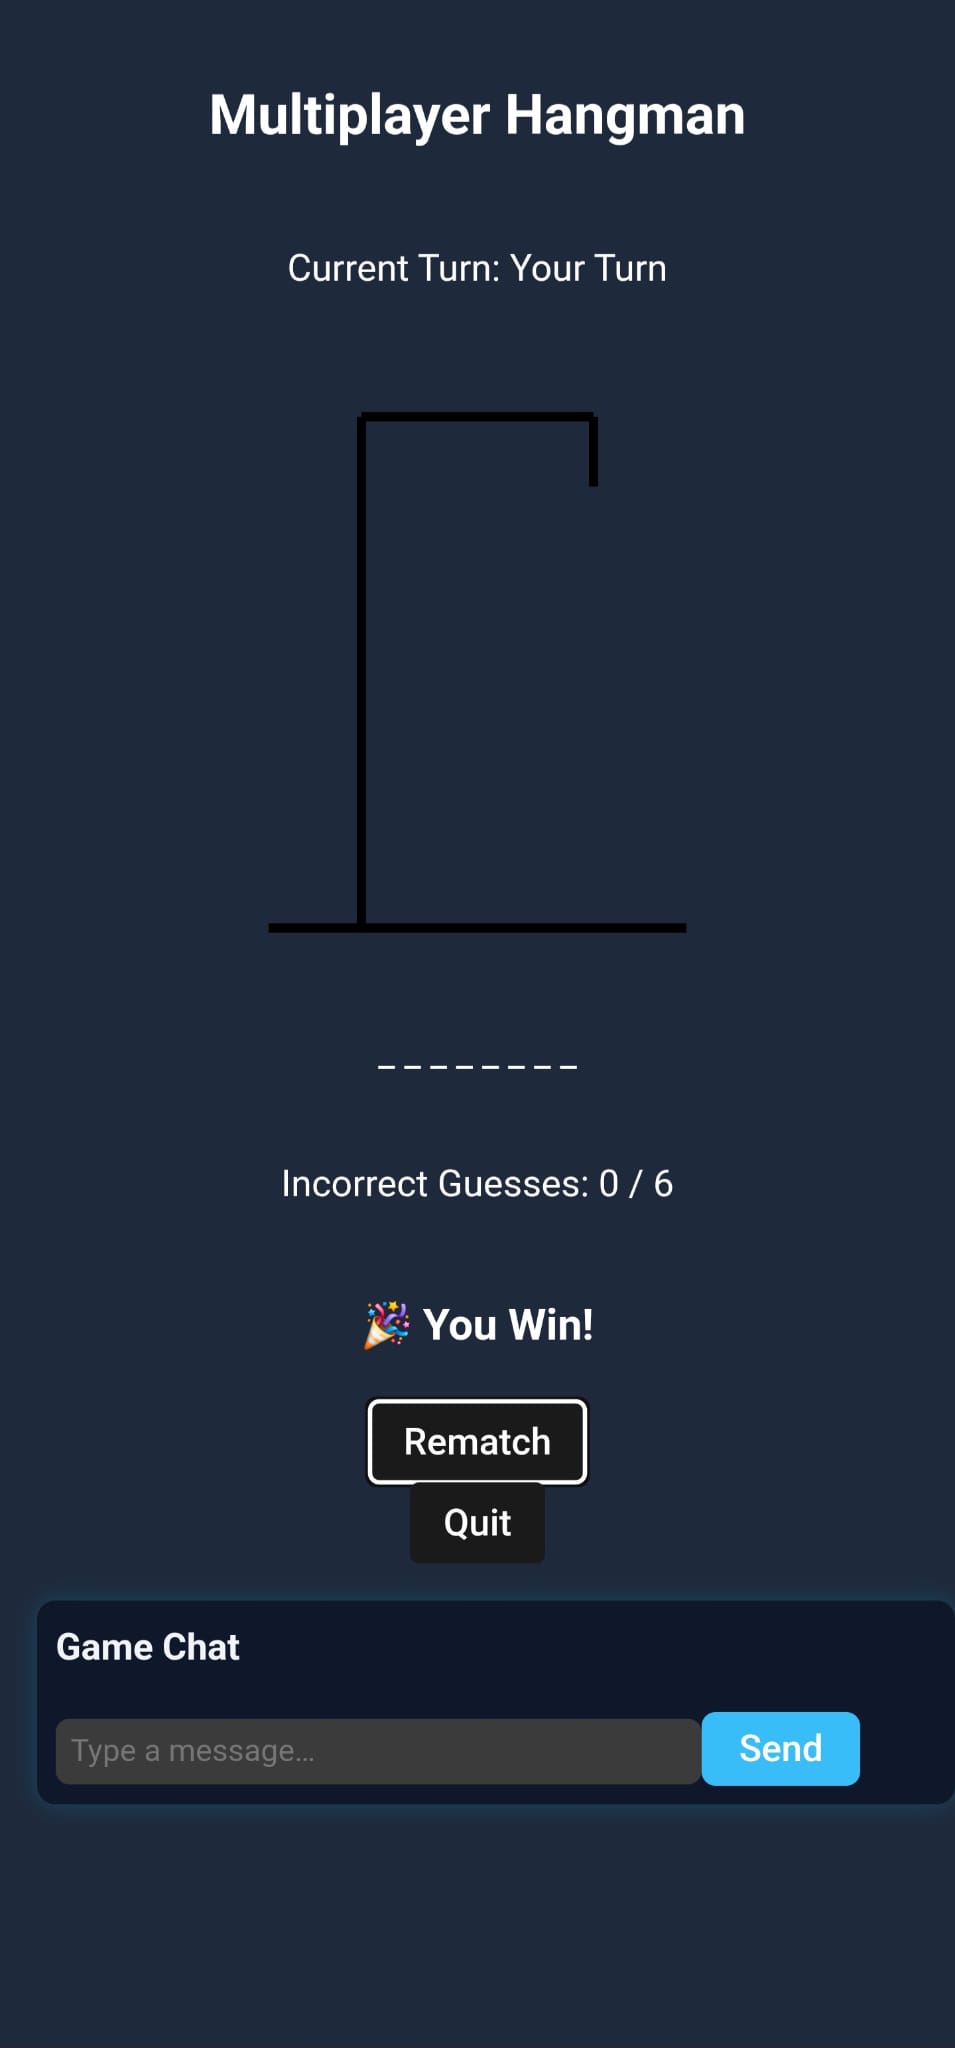 Multiplayer Hangman
Current Turn: Your Turn
_ _ _ _ _ _ _ _
Incorrect Guesses: 0 / 6
🎉 You Win!
Rematch
Quit
Game Chat
Type a message...
Send